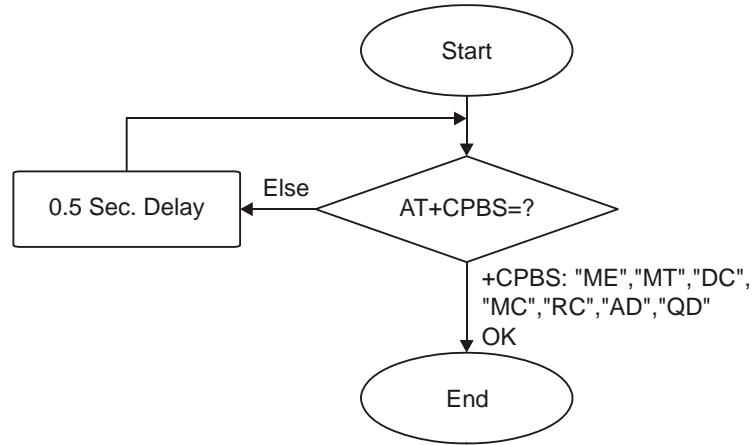 Start
Else
0.5 Sec. Delay
AT+CPBS=?
+CPBS: "ME","MT","DC",
"MC","RC","AD","QD"
OK
End